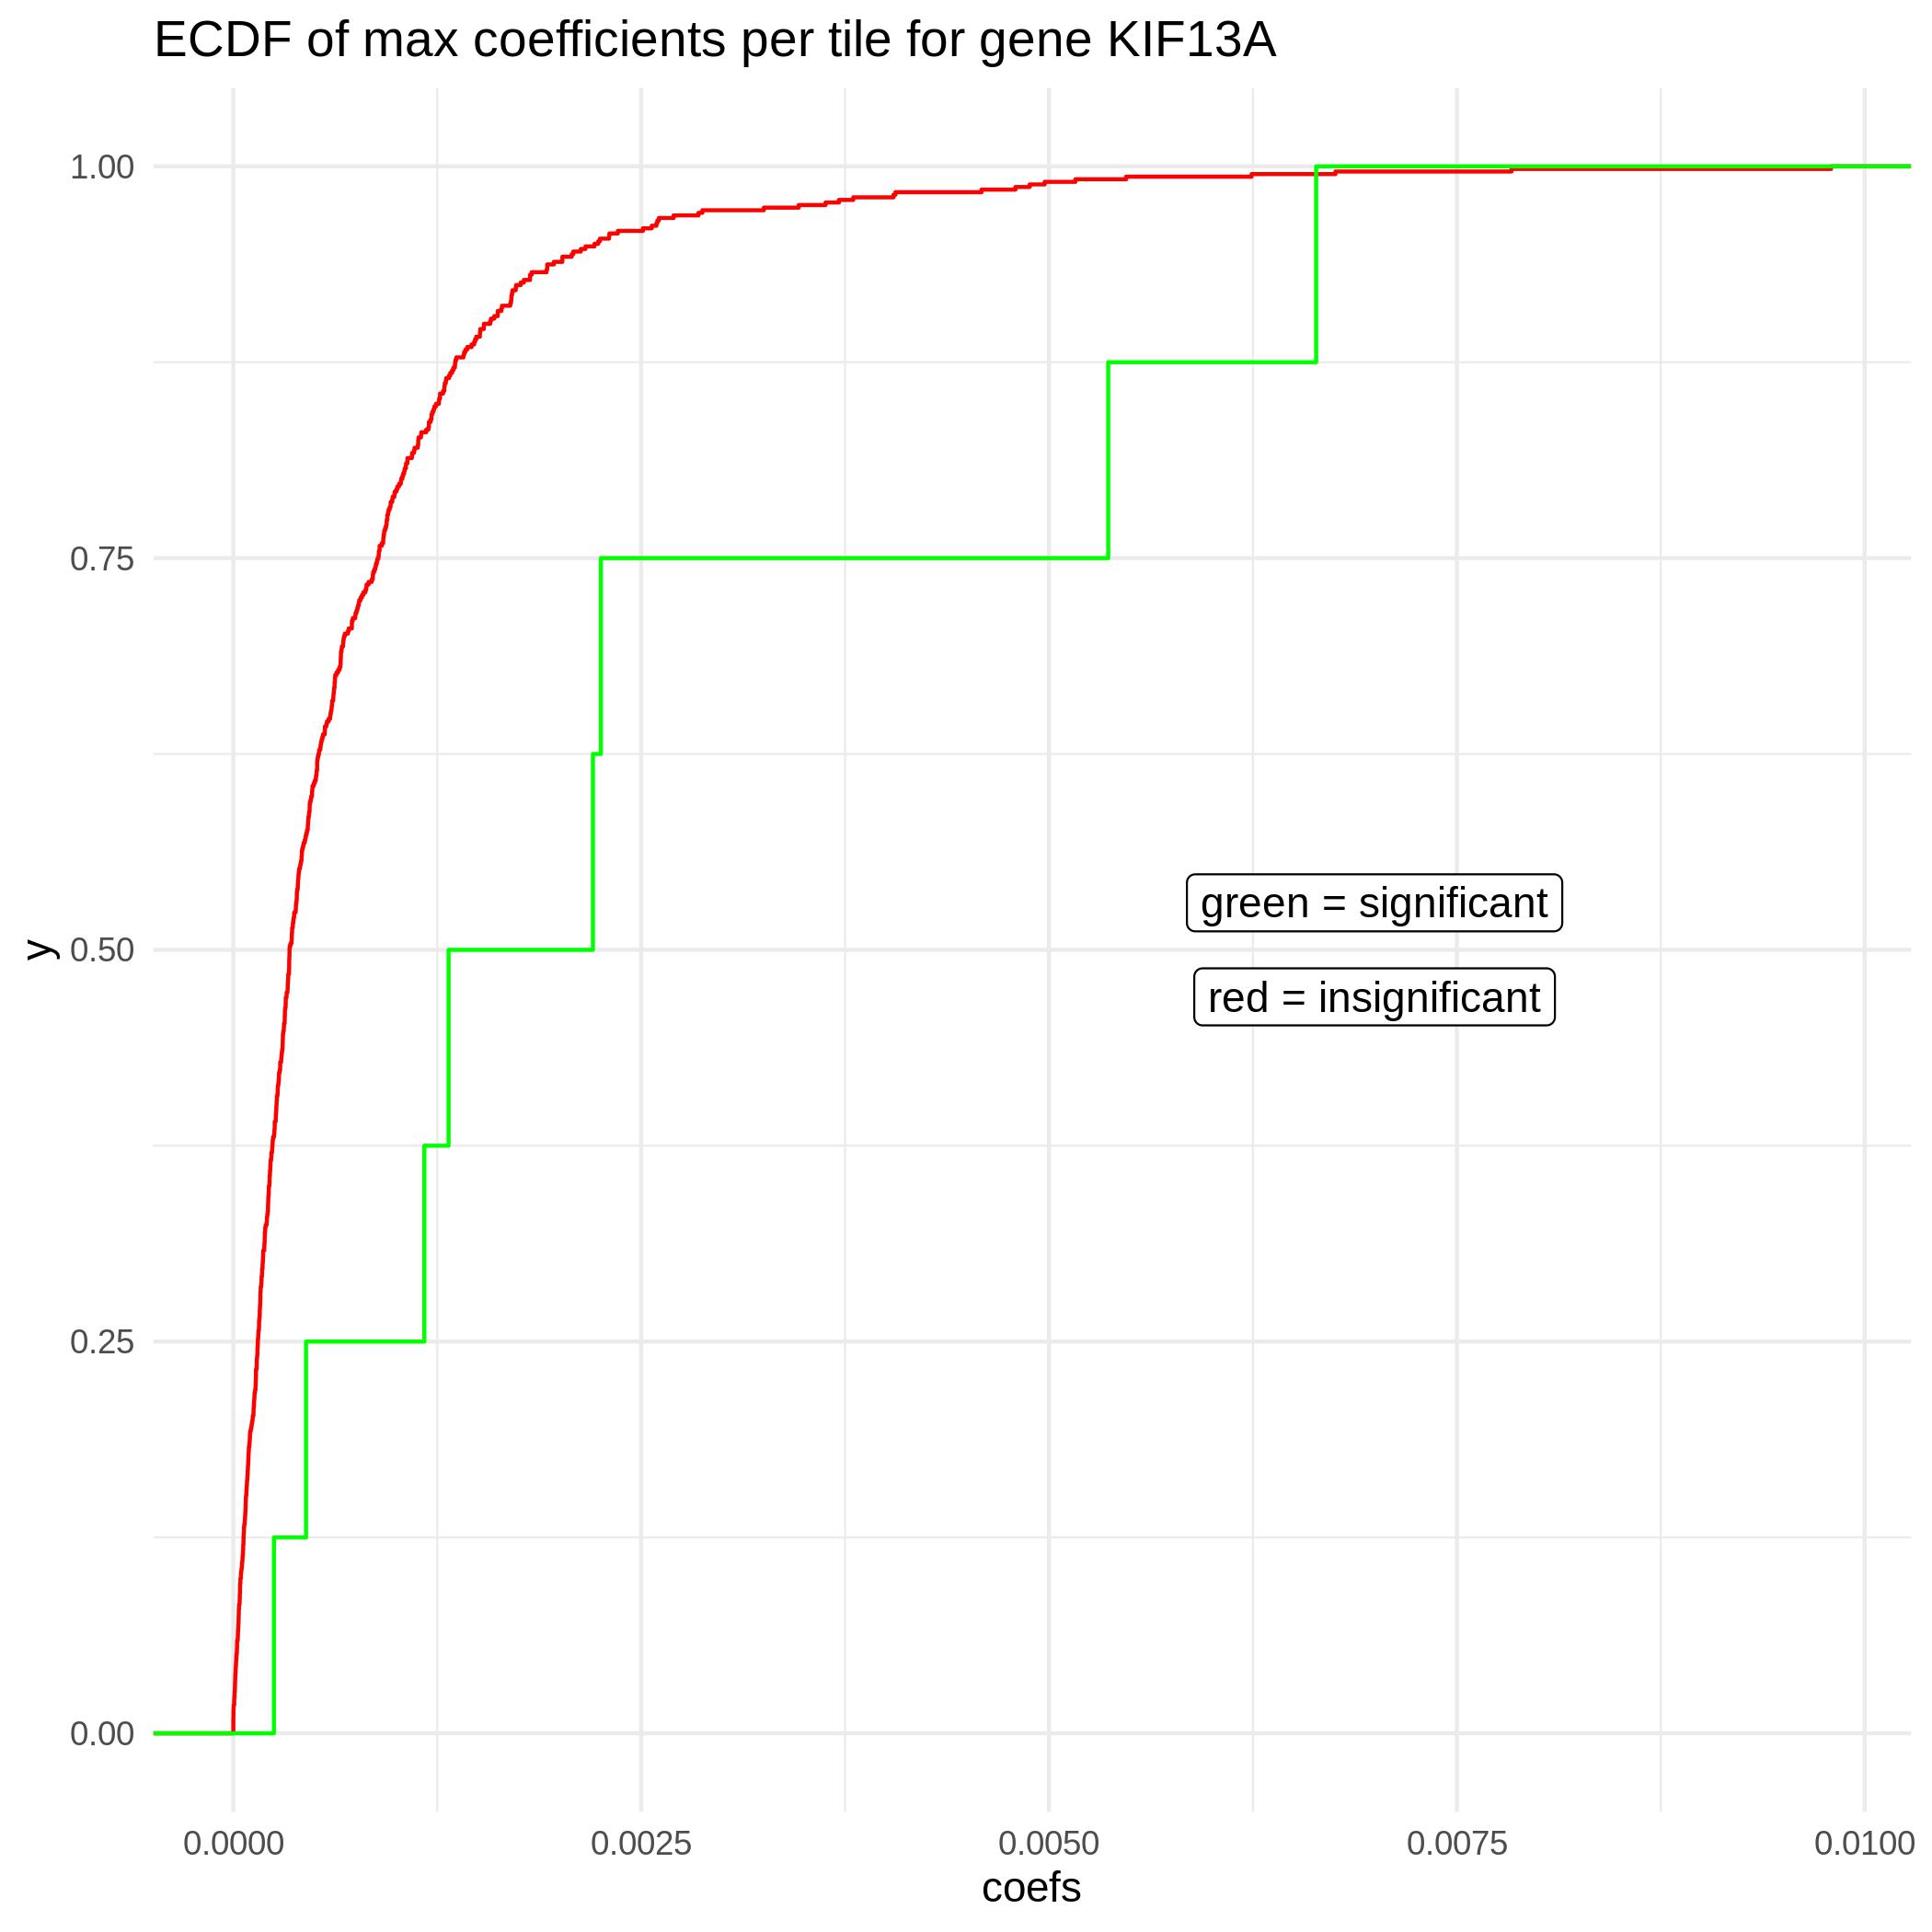 ECDF of max coefficients per tile for gene KIF13A
1.00
0.75
green = significant
y
0.50
red = insignificant
0.25
0.00
0.0000 0.0025 0.0050 0.0075 0.0100
coefs